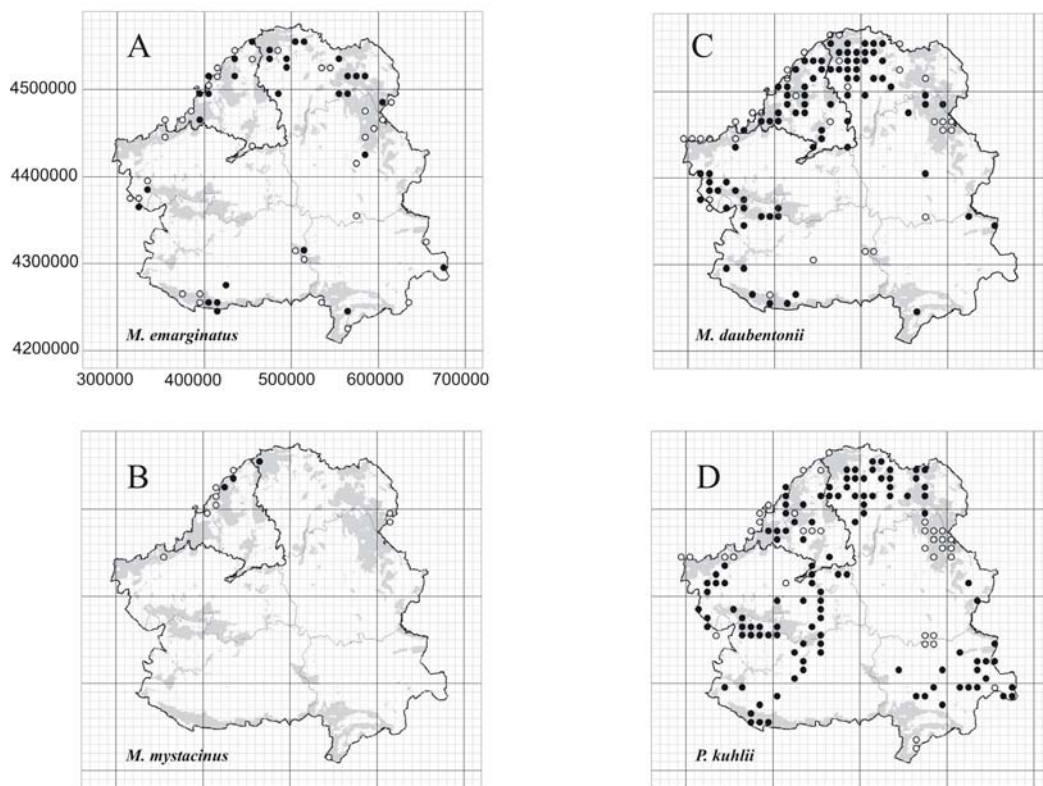 A
4500000
4400000
4300000
4200000
M. emarginatus
300000 400000 500000 600000 700000
C
M. daubentonii
B
M. mystacinus
D
P. kuhlii